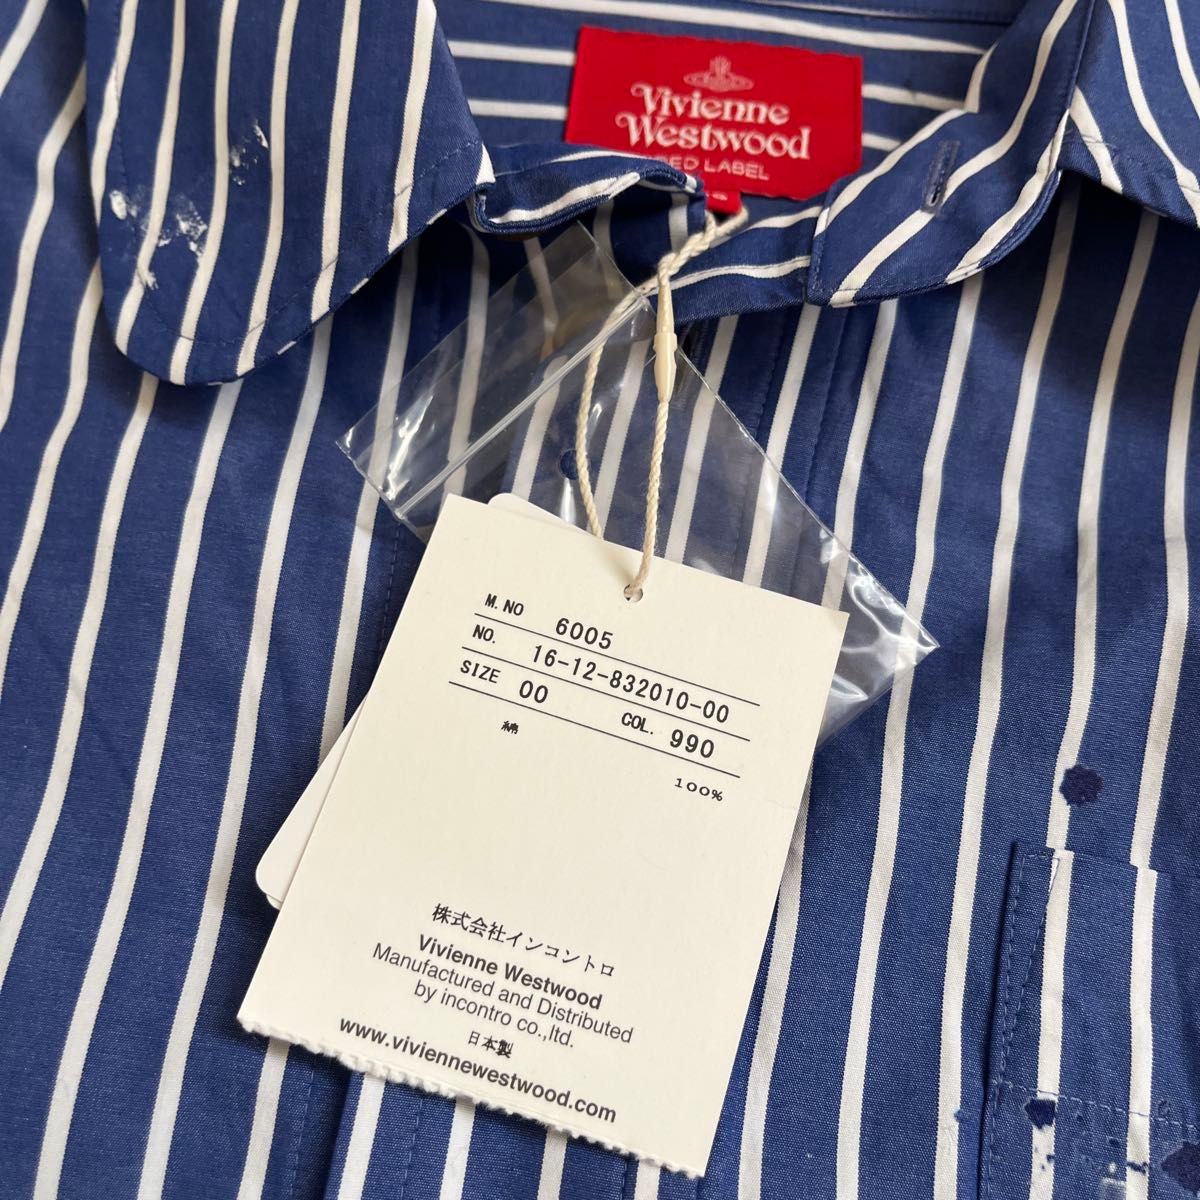 Vivienne
Westwood
RED LABEL
M. NO 6005
NO. 16-12-832010-00
SIZE 00 COL. 990
綿 100%
株式会社インコントロ
Vivienne Westwood
Manufactured and Distributed
by incontro co.,ltd.
日本製
www.viviennewestwood.com